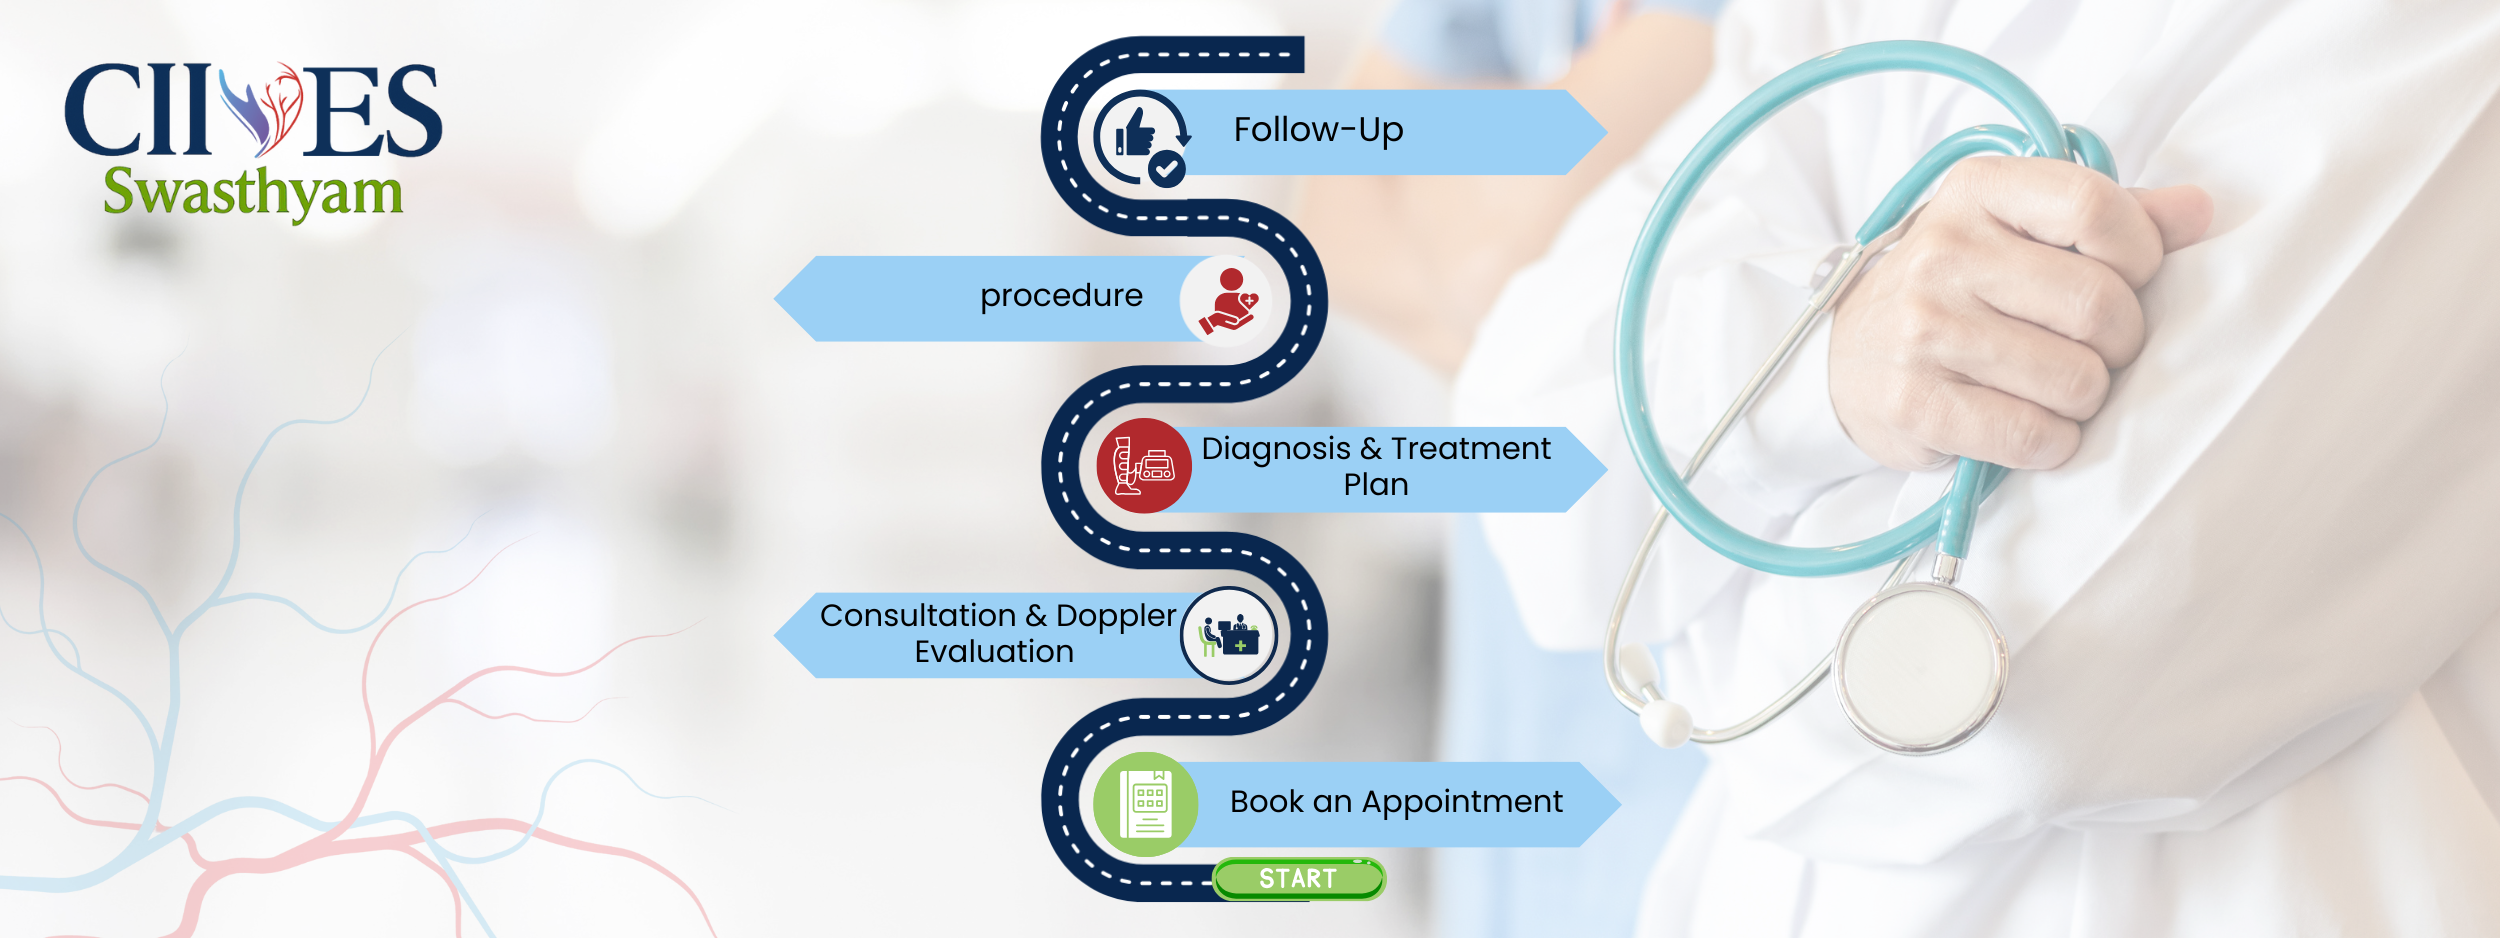 CIIVES
Swasthyam
Follow-Up
procedure
Diagnosis & Treatment
Plan
Consultation & Doppler
Evaluation
Book an Appointment
START